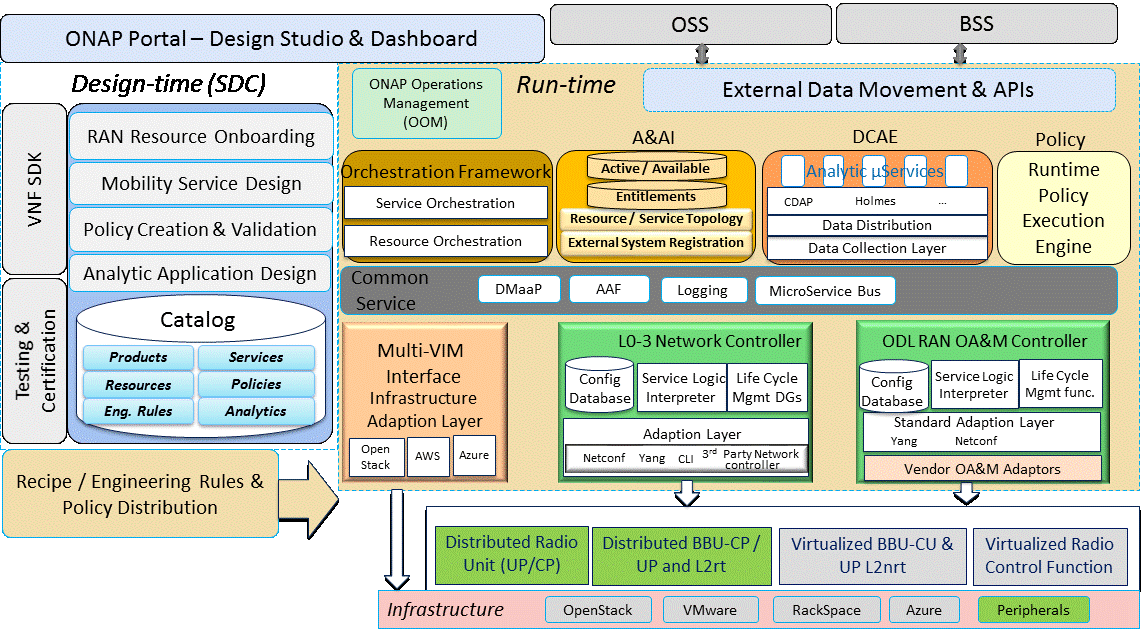 ONAP Portal – Design Studio & Dashboard
OSS
BSS
Design-time (SDC)
VNF SDK
Testing &
Certification
RAN Resource Onboarding
Mobility Service Design
Policy Creation & Validation
Analytic Application Design
Catalog
Products
Services
Resources
Policies
Eng. Rules
Analytics
Recipe / Engineering Rules &
Policy Distribution
ONAP Operations
Management
(OOM)
Run-time
External Data Movement & APIs
Orchestration Framework
Service Orchestration
Resource Orchestration
A&AI
Active / Available
Entitlements
Resource / Service Topology
External System Registration
DCAE
Analytic µServices
CDAP
Holmes
...
Data Distribution
Data Collection Layer
Policy
Runtime
Policy
Execution
Engine
Common
Service
DMaaP
AAF
Logging
MicroService Bus
Multi-VIM
Interface
Infrastructure
Adaption Layer
Open
Stack
AWS
Azure
L0-3 Network Controller
Config
Database
Service Logic
Interpreter
Life Cycle
Mgmt DGs
Adaption Layer
Netconf
Yang
CLI
3rd Party Network
controller
ODL RAN OA&M Controller
Config
Database
Service Logic
Interpreter
Life Cycle
Mgmt func.
Standard Adaption Layer
Yang
Netconf
Vendor OA&M Adaptors
Distributed Radio
Unit (UP/CP)
Distributed BBU-CP /
UP and L2rt
Virtualized BBU-CU &
UP L2nrt
Virtualized Radio
Control Function
Infrastructure
OpenStack
VMware
RackSpace
Azure
Peripherals